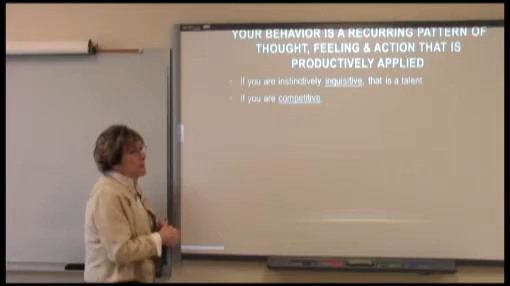 YOUR BEHAVIOR IS A RECURRING PATTERN OF
THOUGHT, FEELING & ACTION THAT IS
PRODUCTIVELY APPLIED
- If you are instinctively inquisitive, that is a talent
- If you are competitive